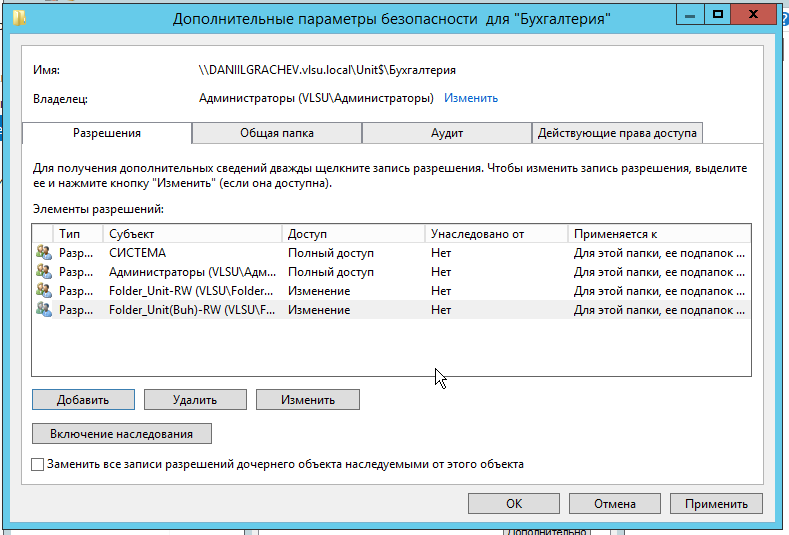 Дополнительные параметры безопасности для "Бухгалтерия"
Имя: \\DANIILGRACHEV.vlsu.local\Unit$\Бухгалтерия
Владелец: Администраторы (VLSU\Администраторы) Изменить
Разрешения Общая папка Аудит Действующие права доступа
Для получения дополнительных сведений дважды щелкните запись разрешения. Чтобы изменить запись разрешения, выделите
ее и нажмите кнопку "Изменить" (если она доступна).
Элементы разрешений:
Тип Субъект Доступ Унаследовано от Применяется к
Разр... СИСТЕМА Полный доступ Нет Для этой папки, ее подпапок ...
Разр... Администраторы (VLSU\Адм... Полный доступ Нет Для этой папки, ее подпапок ...
Разр... Folder_Unit-RW (VLSU\Folder... Изменение Нет Для этой папки, ее подпапок ...
Разр... Folder_Unit(Buh)-RW (VLSU\F... Изменение Нет Для этой папки, ее подпапок ...
Добавить Удалить Изменить
Включение наследования
Заменить все записи разрешений дочернего объекта наследуемыми от этого объекта
ОК Отмена Применить
Дополнительно